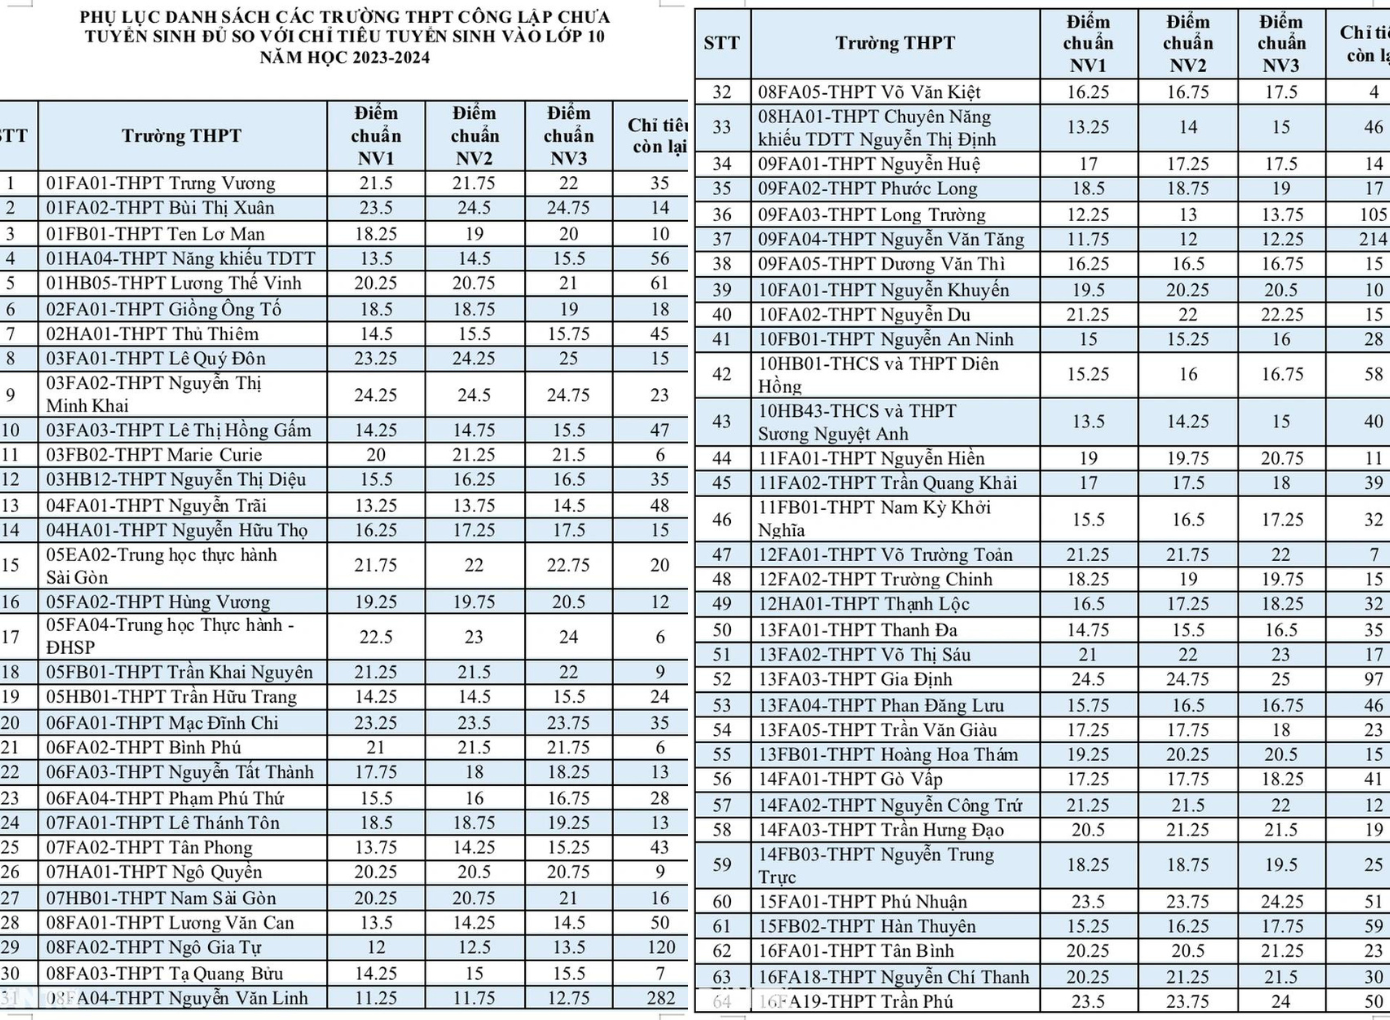 PHỤ LỤC DANH SÁCH CÁC TRƯỜNG THPT CÔNG LẬP CHƯA
TUYỂN SINH ĐỦ SO VỚI CHỈ TIÊU TUYỂN SINH VÀO LỚP 10
NĂM HỌC 2023-2024
STT Trường THPT Điểm chuẩn NV1 Điểm chuẩn NV2 Điểm chuẩn NV3 Chỉ tiêu còn lại
1 01FA01-THPT Trưng Vương 21.5 21.75 22 35
2 01FA02-THPT Bùi Thị Xuân 23.5 24.5 24.75 14
3 01FB01-THPT Ten Lơ Man 18.25 19 20 10
4 01HA04-THPT Năng khiếu TDTT 13.5 14.5 15.5 56
5 01HB05-THPT Lương Thế Vinh 20.25 20.75 21 61
6 02FA01-THPT Giồng Ông Tố 18.5 18.75 19 18
7 02HA01-THPT Thủ Thiêm 14.5 15.5 15.75 45
8 03FA01-THPT Lê Quý Đôn 23.25 24.25 25 15
9 03FA02-THPT Nguyễn Thị
Minh Khai 24.25 24.5 24.75 23
10 03FA03-THPT Lê Thị Hồng Gấm 14.25 14.75 15.5 47
11 03FB02-THPT Marie Curie 20 21.25 21.5 6
12 03HB12-THPT Nguyễn Thị Diệu 15.5 16.25 16.5 35
13 04FA01-THPT Nguyễn Trãi 13.25 13.75 14.5 48
14 04HA01-THPT Nguyễn Hữu Thọ 16.25 17.25 17.5 15
15 05EA02-Trung học thực hành
Sài Gòn 21.75 22 22.75 20
16 05FA02-THPT Hùng Vương 19.25 19.75 20.5 12
17 05FA04-Trung học Thực hành -
ĐHSP 22.5 23 24 6
18 05FB01-THPT Trần Khai Nguyên 21.25 21.5 22 9
19 05HB01-THPT Trần Hữu Trang 14.25 14.5 15.5 24
20 06FA01-THPT Mạc Đĩnh Chi 23.25 23.5 23.75 35
21 06FA02-THPT Bình Phú 21 21.5 21.75 6
22 06FA03-THPT Nguyễn Tất Thành 17.75 18 18.25 13
23 06FA04-THPT Phạm Phú Thứ 15.5 16 16.75 28
24 07FA01-THPT Lê Thánh Tôn 18.5 18.75 19.25 13
25 07FA02-THPT Tân Phong 13.75 14.25 15.25 43
26 07HA01-THPT Ngô Quyền 20.25 20.5 20.75 9
27 07HB01-THPT Nam Sài Gòn 20.25 20.75 21 16
28 08FA01-THPT Lương Văn Can 13.5 14.25 14.5 50
29 08FA02-THPT Ngô Gia Tự 12 12.5 13.5 120
30 08FA03-THPT Tạ Quang Bửu 14.25 15 15.5 7
31 08FA04-THPT Nguyễn Văn Linh 11.25 11.75 12.75 282
STT Trường THPT Điểm chuẩn NV1 Điểm chuẩn NV2 Điểm chuẩn NV3 Chỉ tiê còn lạ
32 08FA05-THPT Võ Văn Kiệt 16.25 16.75 17.5 4
33 08HA01-THPT Chuyên Năng
khiếu TDTT Nguyễn Thị Định 13.25 14 15 46
34 09FA01-THPT Nguyễn Huệ 17 17.25 17.5 14
35 09FA02-THPT Phước Long 18.5 18.75 19 17
36 09FA03-THPT Long Trường 12.25 13 13.75 105
37 09FA04-THPT Nguyễn Văn Tăng 11.75 12 12.25 214
38 09FA05-THPT Dương Văn Thì 16.25 16.5 16.75 15
39 10FA01-THPT Nguyễn Khuyến 19.5 20.25 20.5 10
40 10FA02-THPT Nguyễn Du 21.25 22 22.25 15
41 10FB01-THPT Nguyễn An Ninh 15 15.25 16 28
42 10HB01-THCS và THPT Diên
Hồng 15.25 16 16.75 58
43 10HB43-THCS và THPT
Sương Nguyệt Anh 13.5 14.25 15 40
44 11FA01-THPT Nguyễn Hiền 19 19.75 20.75 11
45 11FA02-THPT Trần Quang Khải 17 17.5 18 39
46 11FB01-THPT Nam Kỳ Khởi
Nghĩa 15.5 16.5 17.25 32
47 12FA01-THPT Võ Trường Toản 21.25 21.75 22 7
48 12FA02-THPT Trường Chinh 18.25 19 19.75 15
49 12HA01-THPT Thạnh Lộc 16.5 17.25 18.25 32
50 13FA01-THPT Thanh Đa 14.75 15.5 16.5 35
51 13FA02-THPT Võ Thị Sáu 21 22 23 17
52 13FA03-THPT Gia Định 24.5 24.75 25 97
53 13FA04-THPT Phan Đăng Lưu 15.75 16.5 16.75 46
54 13FA05-THPT Trần Văn Giàu 17.25 17.75 18 23
55 13FB01-THPT Hoàng Hoa Thám 19.25 20.25 20.5 15
56 14FA01-THPT Gò Vấp 17.25 17.75 18.25 41
57 14FA02-THPT Nguyễn Công Trứ 21.25 21.5 22 12
58 14FA03-THPT Trần Hưng Đạo 20.5 21.25 21.5 19
59 14FB03-THPT Nguyễn Trung
Trực 18.25 18.75 19.5 25
60 15FA01-THPT Phú Nhuận 23.5 23.75 24.25 51
61 15FB02-THPT Hàn Thuyên 15.25 16.25 17.75 59
62 16FA01-THPT Tân Bình 20.25 20.5 21.25 23
63 16FA18-THPT Nguyễn Chí Thanh 20.25 21.25 21.5 30
64 16FA19-THPT Trần Phú 23.5 23.75 24 50